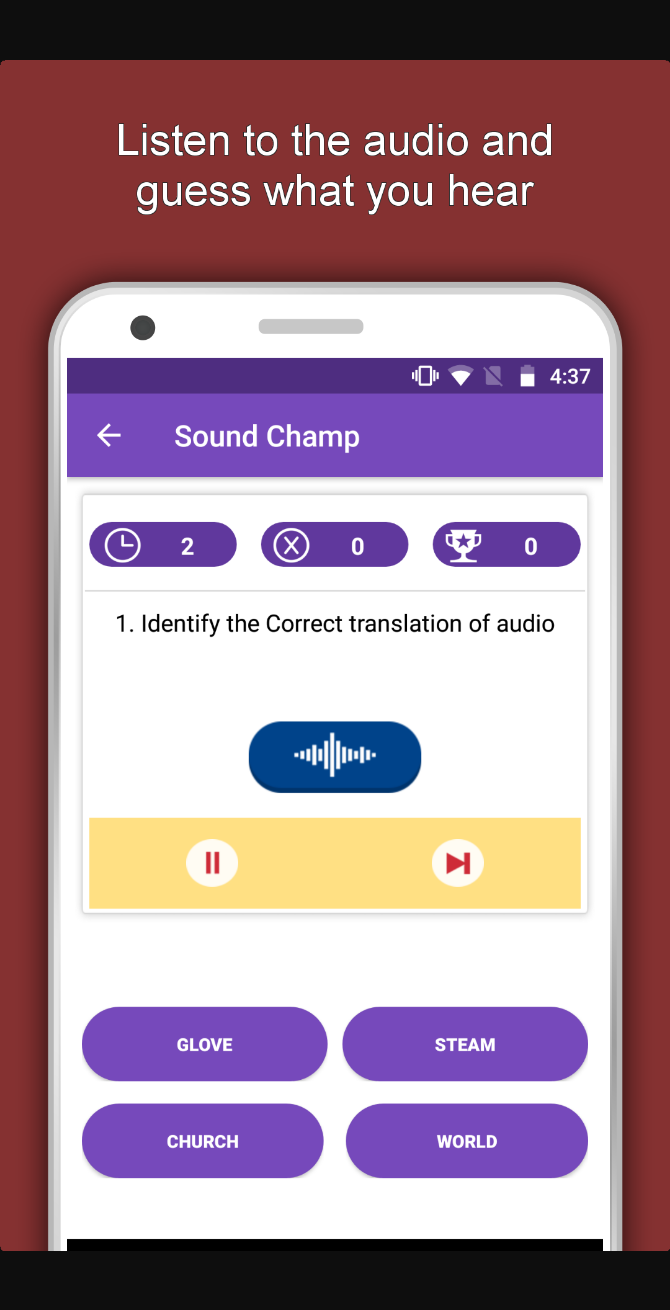 Listen to the audio and
guess what you hear
4:37
Sound Champ
2 0 0
1. Identify the Correct translation of audio
GLOVE STEAM
CHURCH WORLD